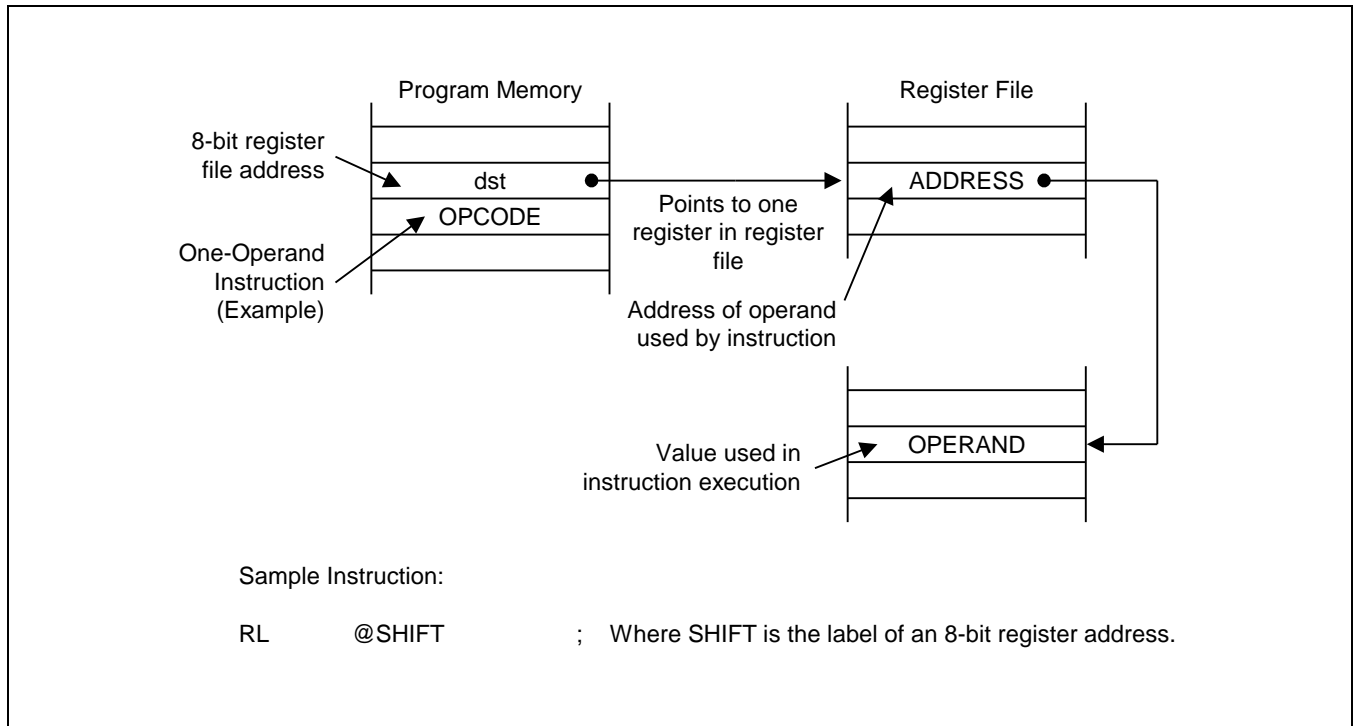 Program Memory
Register File
8-bit register
file address
dst
ADDRESS
OPCODE
Points to one
register in register
file
One-Operand
Instruction
(Example)
Address of operand
used by instruction
Value used in
instruction execution
OPERAND
Sample Instruction:
RL @SHIFT ; Where SHIFT is the label of an 8-bit register address.